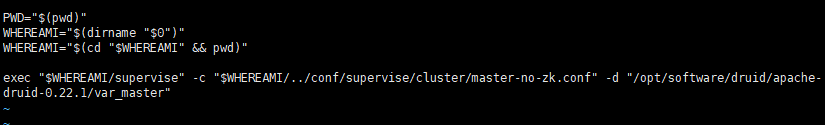 PWD="$(pwd)"
WHEREAMI="$(dirname "$0")"
WHEREAMI="$(cd "$WHEREAMI" && pwd)"
exec "$WHEREAMI/supervise" -c "$WHEREAMI/../conf/supervise/cluster/master-no-zk.conf" -d "/opt/software/druid/apache-
druid-0.22.1/var_master"
~
~